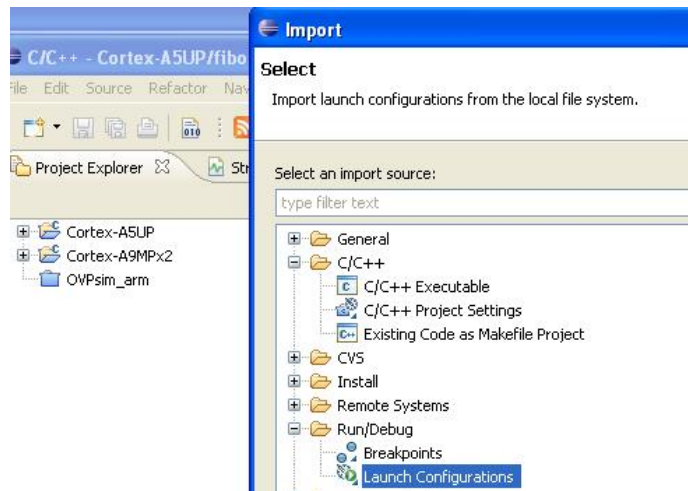 Import
C/C++ - Cortex-A5UP/fibo
File Edit Source Refactor Nav
Select
Import launch configurations from the local file system.
010
Project Explorer Str
Select an import source:
type filter text
Cortex-A5UP
Cortex-A9MPx2
OVPsim_arm
General
C/C++
C/C++ Executable
C/C++ Project Settings
Existing Code as Makefile Project
CVS
Install
Remote Systems
Run/Debug
Breakpoints
Launch Configurations